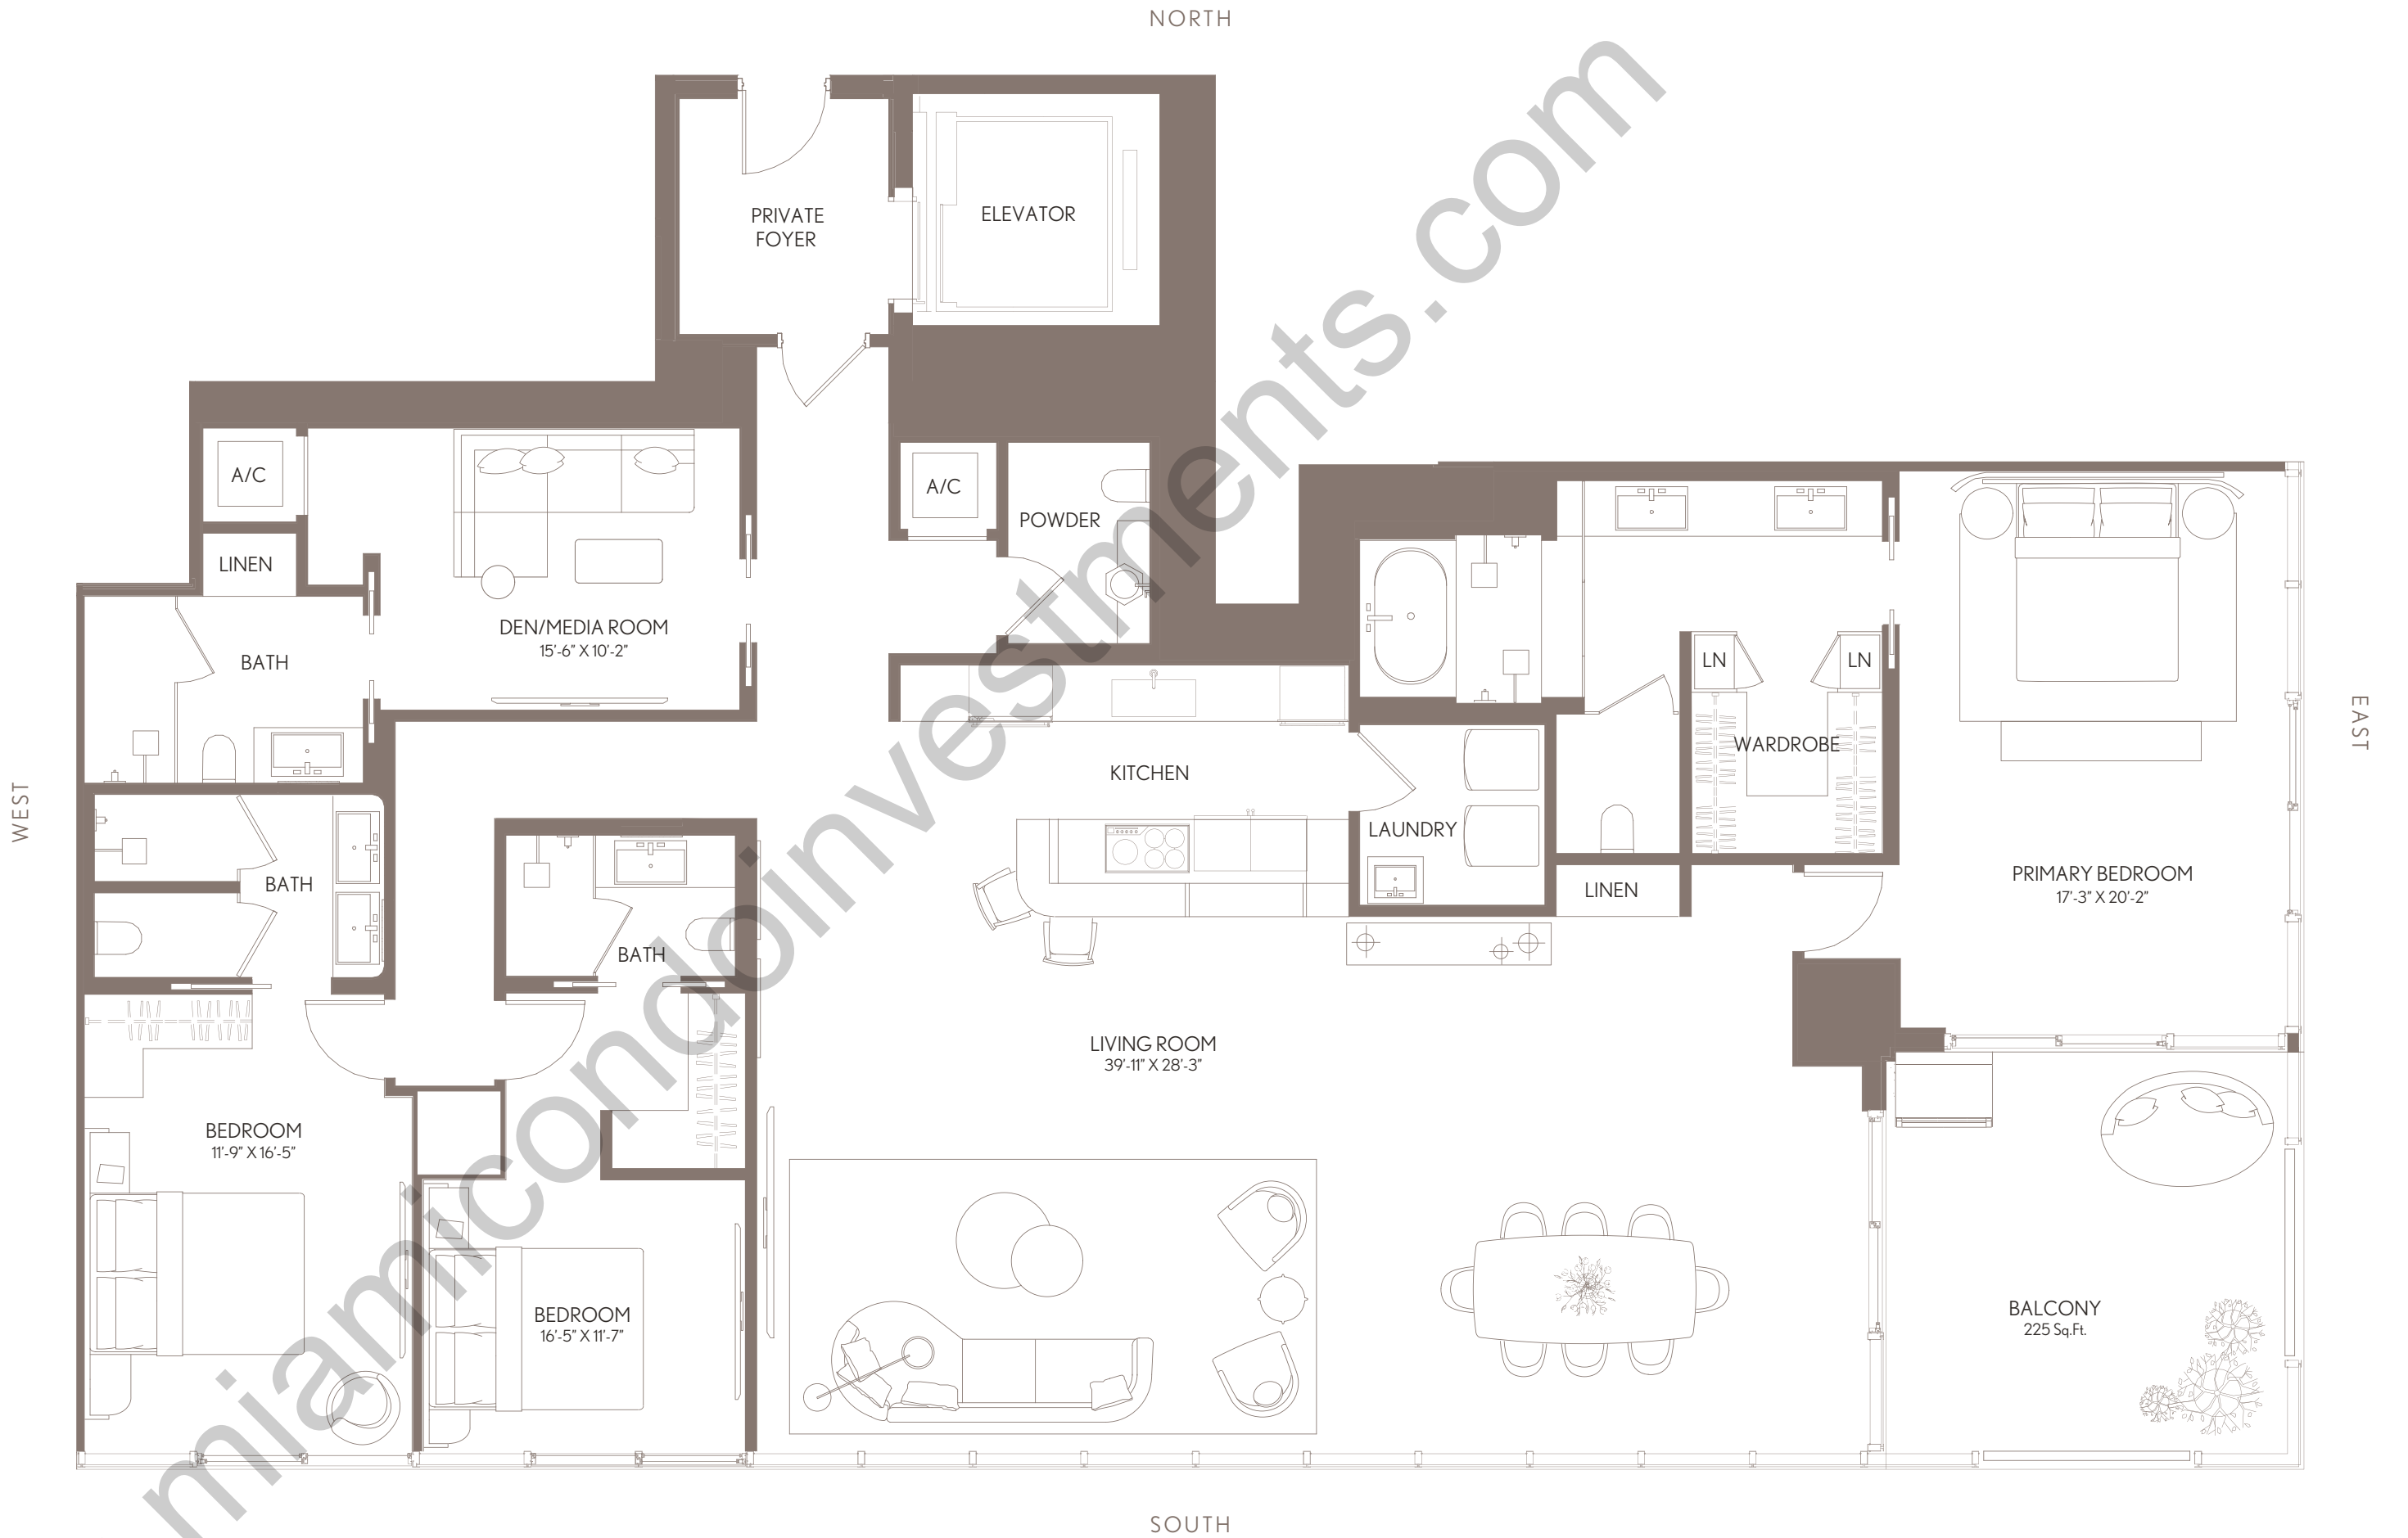 NORTH
PRIVATE
FOYER
ELEVATOR
A/C
A/C
POWDER
LINEN
DEN/MEDIA ROOM
15'-6" X 10'-2"
BATH
LN
LN
WARDROBE
EAST
WEST
KITCHEN
LAUNDRY
BATH
LINEN
PRIMARY BEDROOM
17'-3" X 20'-2"
BATH
LIVING ROOM
39'-11" X 28'-3"
BEDROOM
11'-9" X 16'-5"
BEDROOM
16'-5" X 11'-7"
BALCONY
225 Sq.Ft.
SOUTH
miamicondoinvestments.com